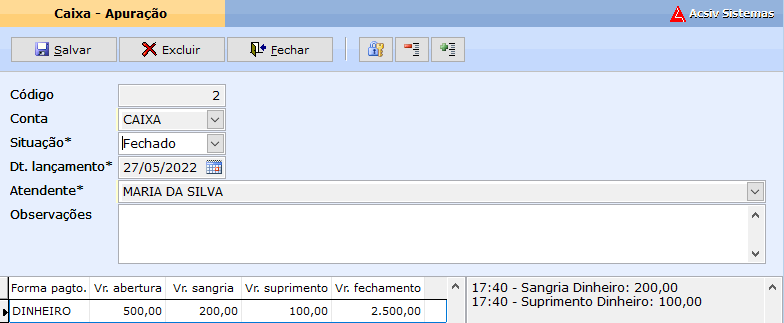 Caixa - Apuração
Acsiv Sistemas
Salvar
Excluir
Fechar
Código 2
Conta CAIXA
Situação* Fechado
Dt. lançamento* 27/05/2022
Atendente* MARIA DA SILVA
Observações
Forma pagto. Vr. abertura Vr. sangria Vr. suprimento Vr. fechamento
DINHEIRO 500,00 200,00 100,00 2.500,00
17:40 - Sangria Dinheiro: 200,00
17:40 - Suprimento Dinheiro: 100,00